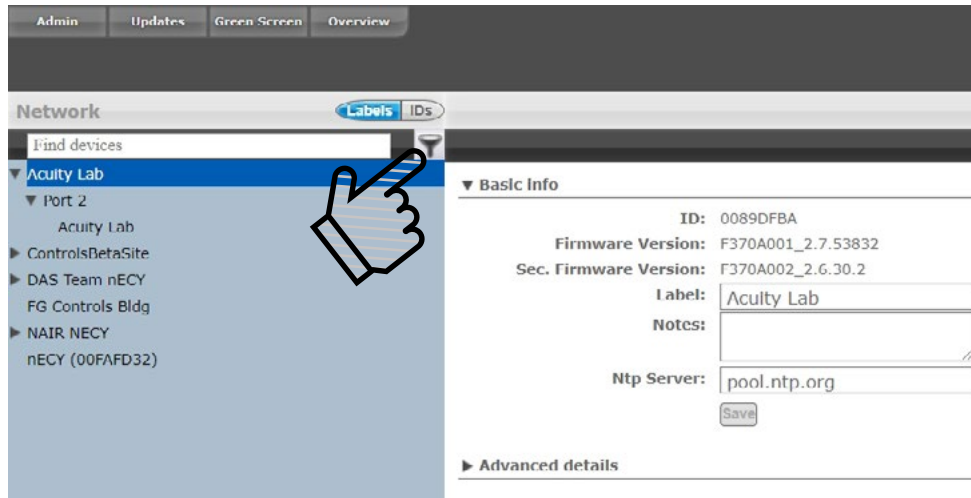 Admin Updates Green Screen Overview
Network Labels IDs
Find devices
Acuity Lab
Port 2
Acuity Lab
ControlsBetaSite
DAS Team nECY
FG Controls Bldg
NAIR NECY
nECY (00FAFD32)
Basic Info
ID: 0089DFBA
Firmware Version: F370A001_2.7.53832
Sec. Firmware Version: F370A002_2.6.30.2
Label: Acuity Lab
Notes:
Ntp Server: pool.ntp.org
Save
Advanced details